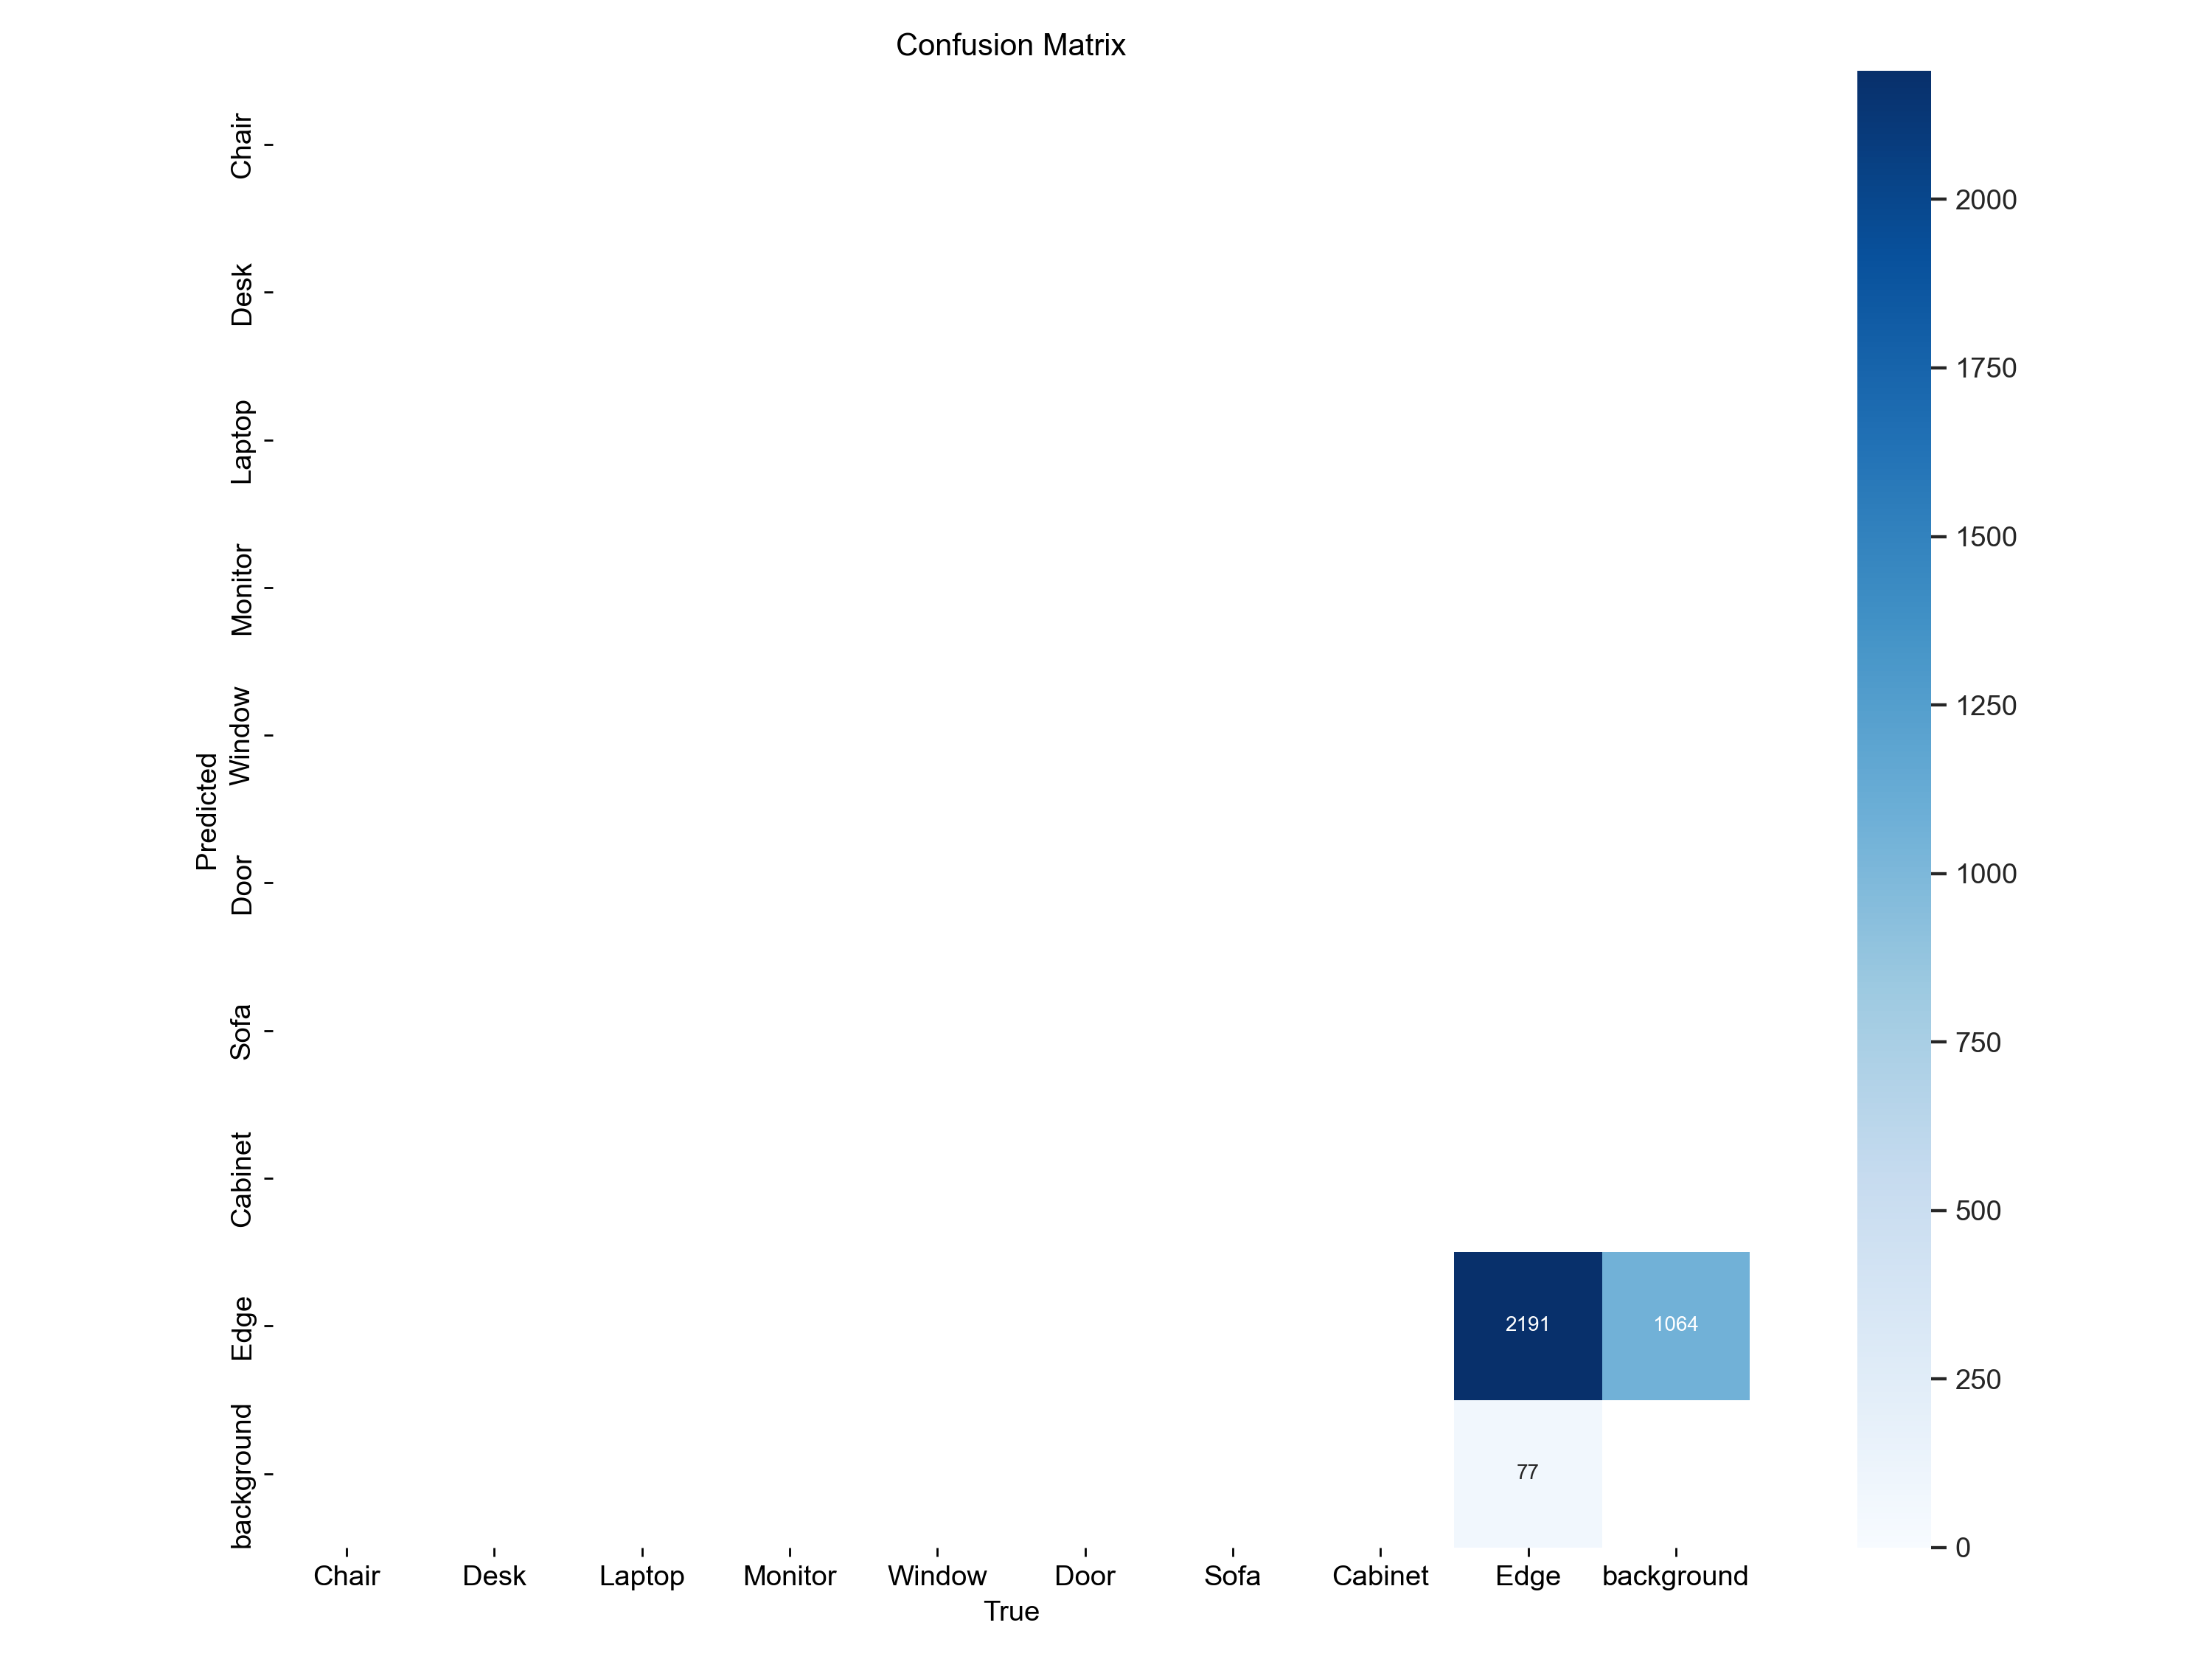 Confusion Matrix
Predicted
Chair
Desk
Laptop
Monitor
Window
Door
Sofa
Cabinet
Edge
background
2191
1064
77
Chair
Desk
Laptop
Monitor
Window
Door
Sofa
Cabinet
Edge
background
True
2000
1750
1500
1250
1000
750
500
250
0